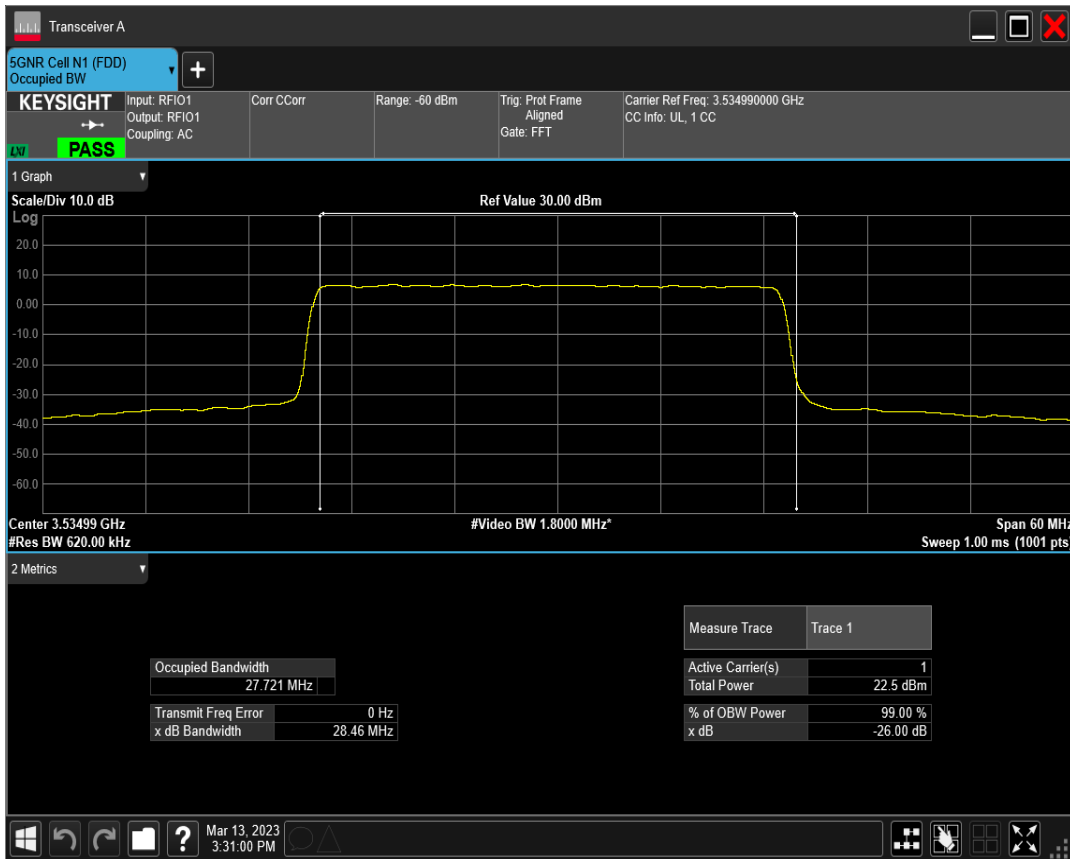 Transceiver A
5GNR Cell N1 (FDD)
Occupied BW
+
KEYSIGHT
LXI
PASS
Input: RFIO1
Output: RFIO1
Coupling: AC
Corr CCorr
Range: -60 dBm
Trig: Prot Frame
Aligned
Gate: FFT
Carrier Ref Freq: 3.534990000 GHz
CC Info: UL, 1 CC
1 Graph
Scale/Div 10.0 dB
Ref Value 30.00 dBm
Log
20.0
10.0
0.00
-10.0
-20.0
-30.0
-40.0
-50.0
-60.0
Center 3.53499 GHz
#Video BW 1.8000 MHz*
Span 60 MHz
#Res BW 620.00 kHz
Sweep 1.00 ms (1001 pts)
2 Metrics
Measure Trace Trace 1
Occupied Bandwidth
27.721 MHz
Active Carrier(s) 1
Total Power 22.5 dBm
Transmit Freq Error 0 Hz
x dB Bandwidth 28.46 MHz
% of OBW Power 99.00 %
x dB -26.00 dB
?
Mar 13, 2023
3:31:00 PM